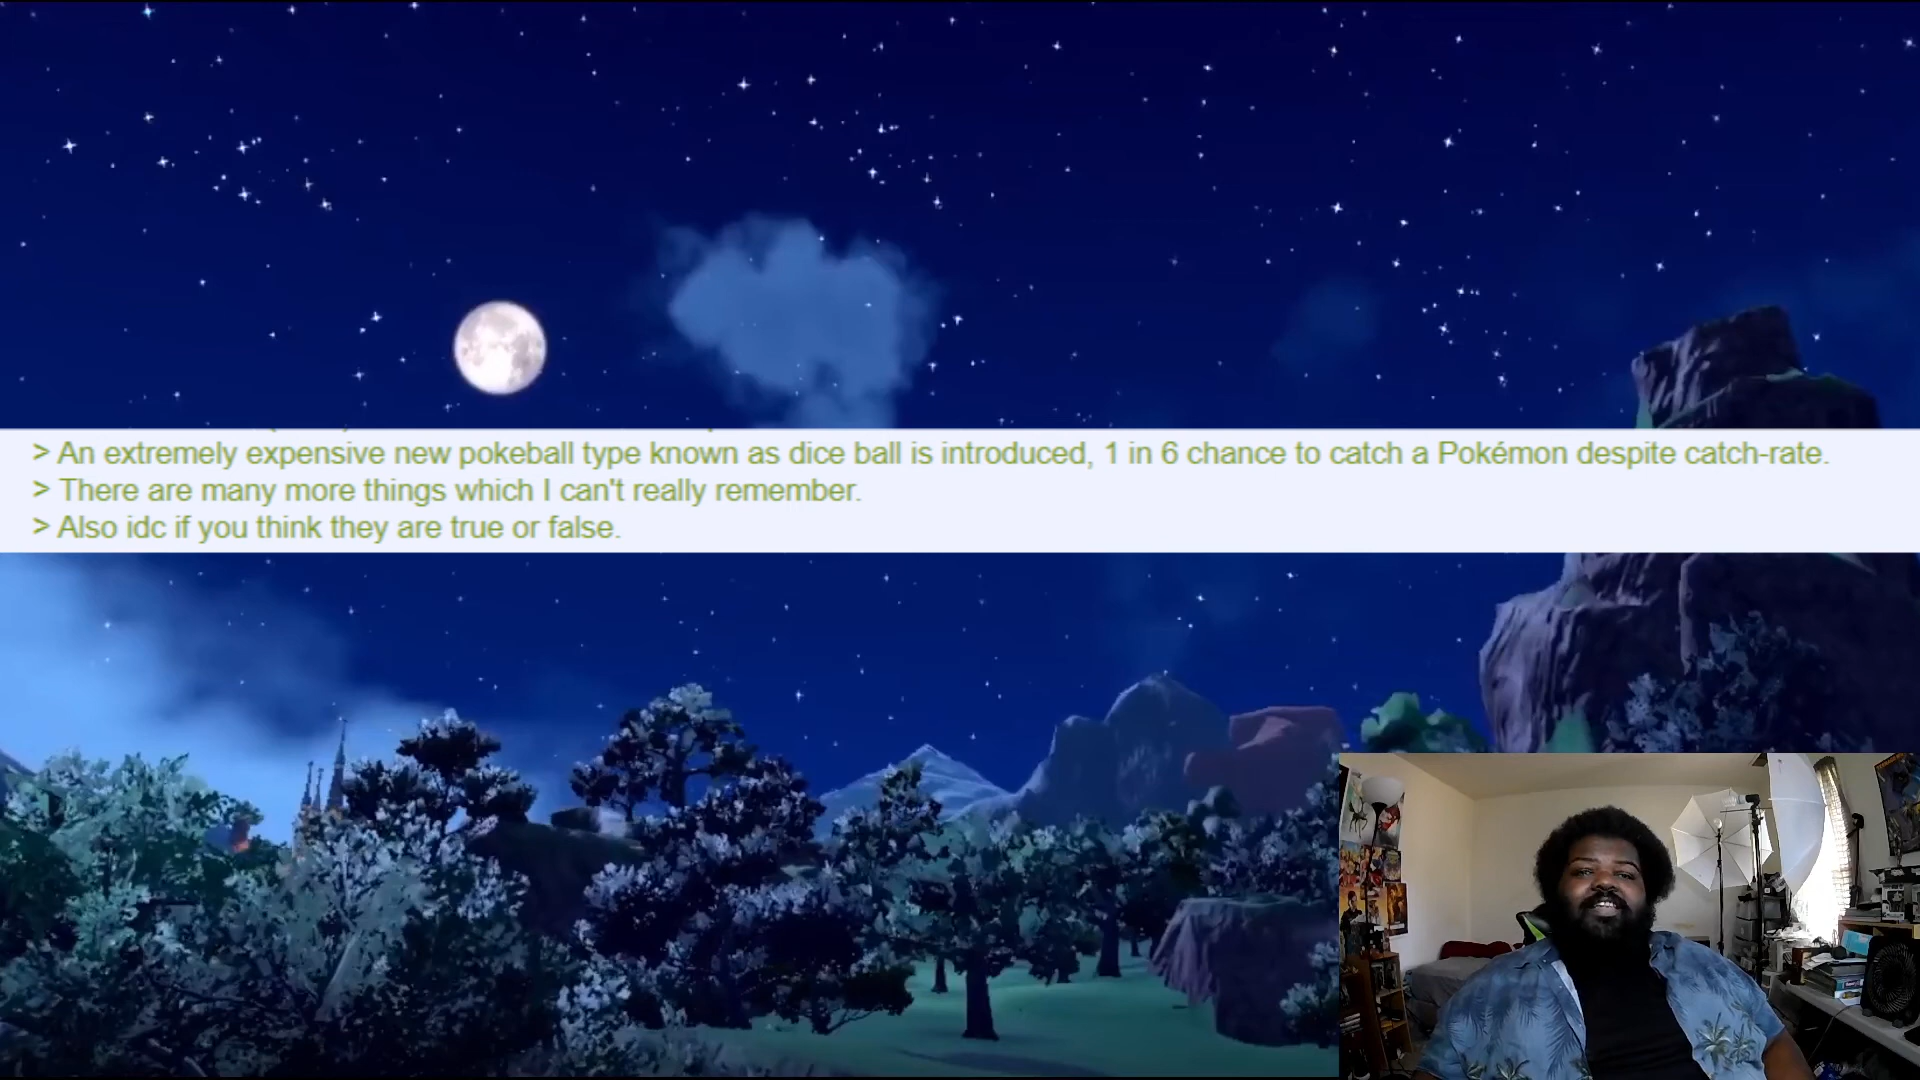 > An extremely expensive new pokeball type known as dice ball is introduced, 1 in 6 chance to catch a Pokémon despite catch-rate.
> There are many more things which I can't really remember.
> Also idc if you think they are true or false.